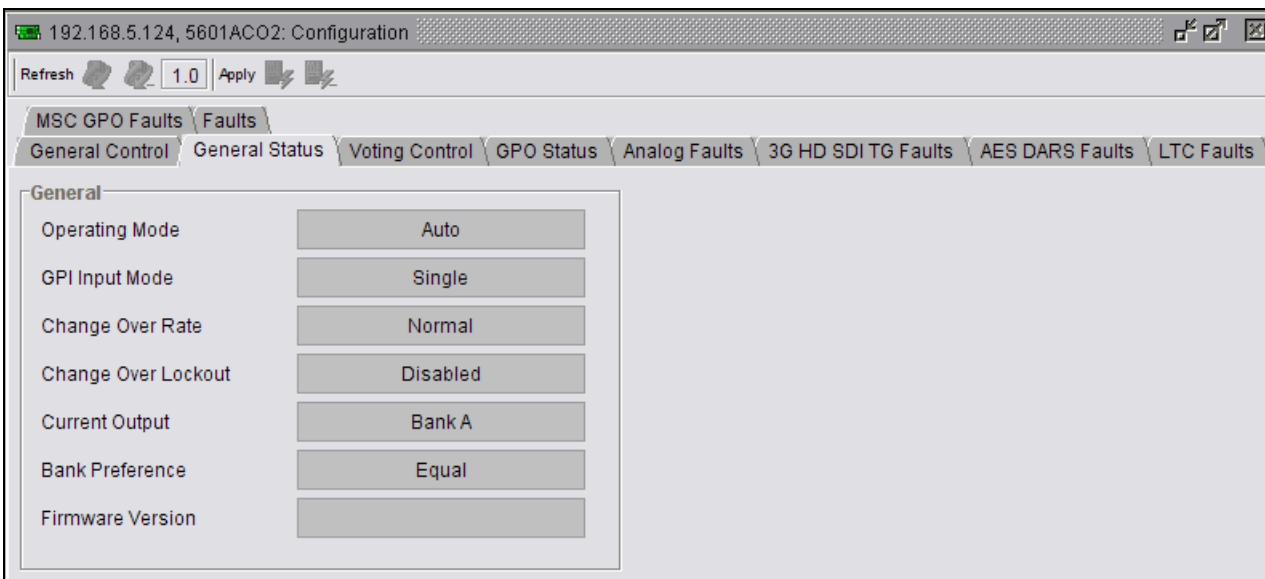 192.168.5.124, 5601ACO2: Configuration
Refresh 1.0 Apply
MSC GPO Faults Faults
General Control General Status Voting Control GPO Status Analog Faults 3G HD SDI TG Faults AES DARS Faults LTC Faults
General
Operating Mode Auto
GPI Input Mode Single
Change Over Rate Normal
Change Over Lockout Disabled
Current Output Bank A
Bank Preference Equal
Firmware Version